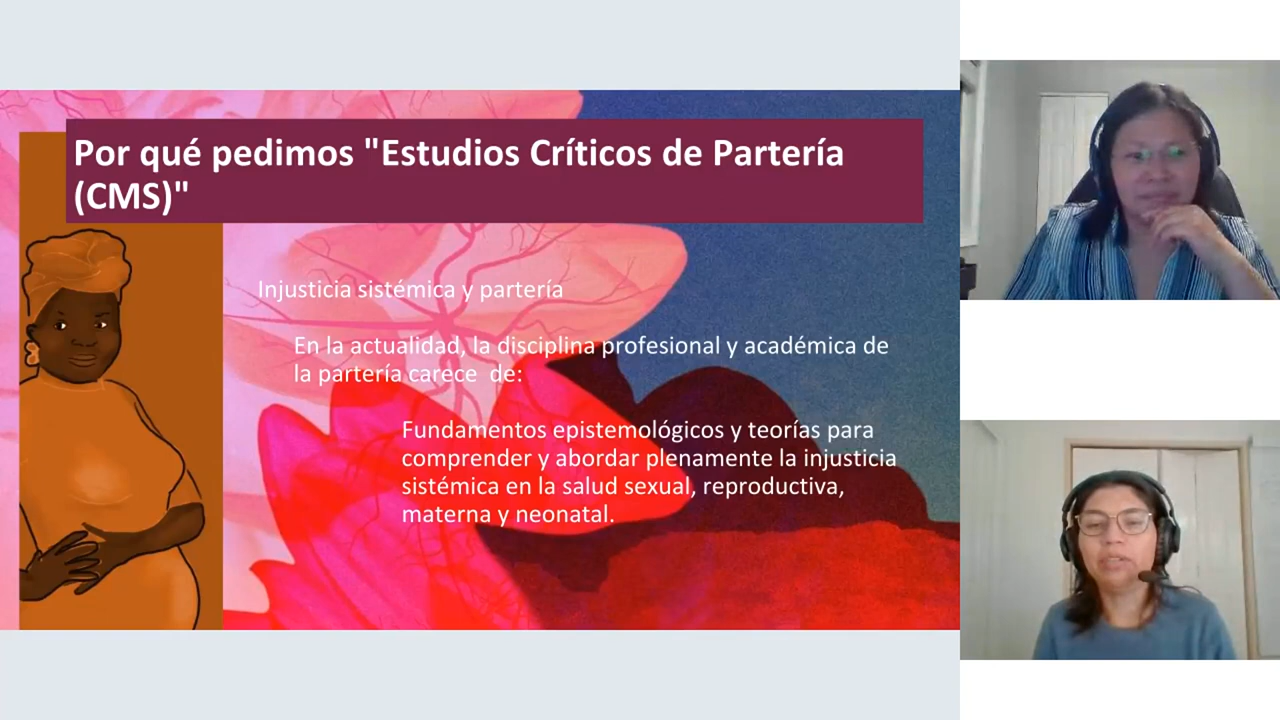 Por qué pedimos "Estudios Críticos de Partería
(CMS)"
Injusticia sistémica y partería
En la actualidad, la disciplina profesional y académica de
la partería carece  de:
Fundamentos epistemológicos y teorías para
comprender y abordar plenamente la injusticia
sistémica en la salud sexual, reproductiva,
materna y neonatal.